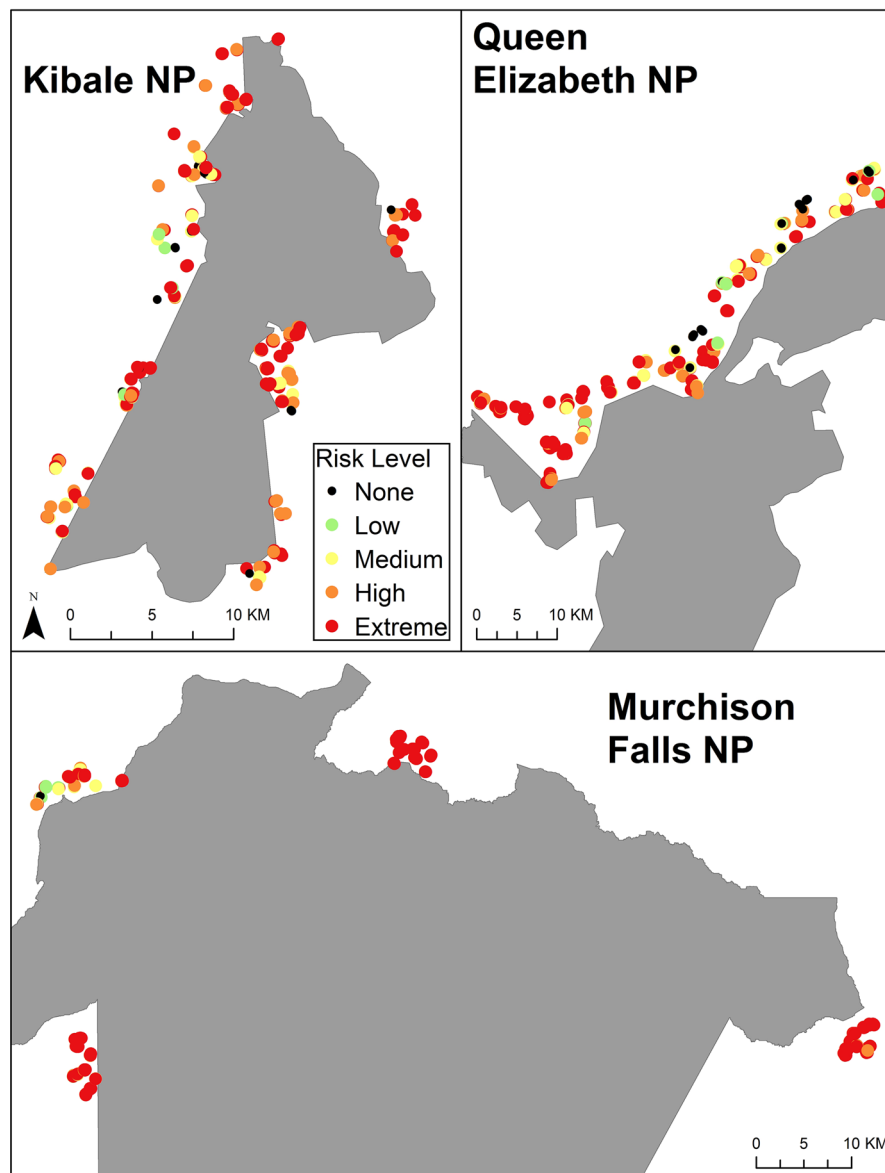 Kibale NP
Queen
Elizabeth NP
Risk Level
None
Low
Medium
High
Extreme
N
0 5 10 KM
0 5 10 KM
Murchison
Falls NP
0 5 10 KM